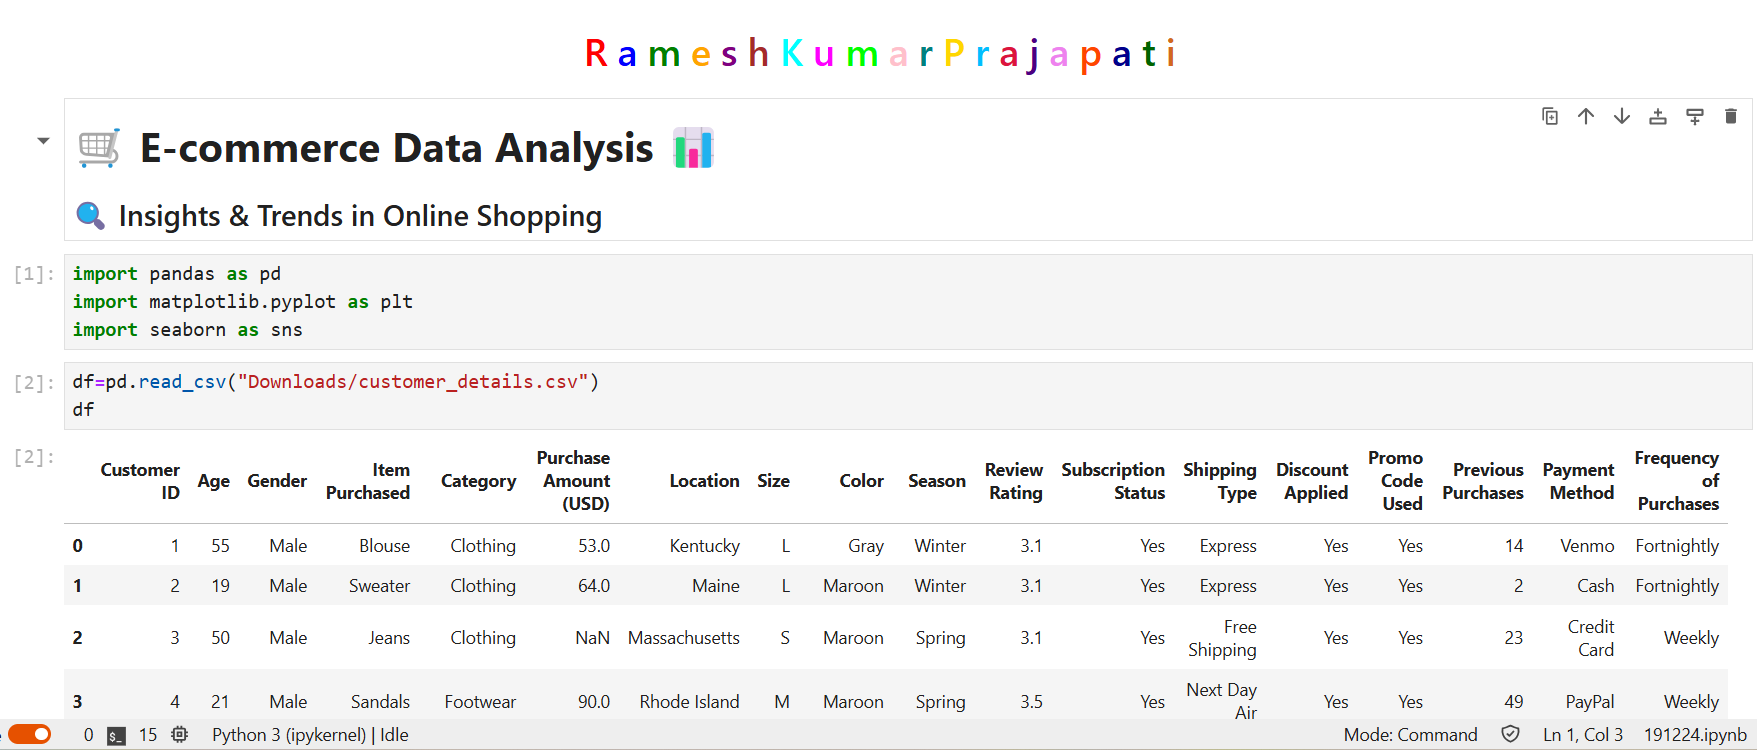 RameshKumarPrajapati
E-commerce Data Analysis
Insights & Trends in Online Shopping
[1]:
import pandas as pd
import matplotlib.pyplot as plt
import seaborn as sns
[2]:
df=pd.read_csv("Downloads/customer_details.csv")
df
[2]:
Customer ID Age Gender Item Purchased Category Purchase Amount (USD) Location Size Color Season Review Rating Subscription Status Shipping Type Discount Applied Promo Code Used Previous Purchases Payment Method Frequency of Purchases
0 1 55 Male Blouse Clothing 53.0 Kentucky L Gray Winter 3.1 Yes Express Yes Yes 14 Venmo Fortnightly
1 2 19 Male Sweater Clothing 64.0 Maine L Maroon Winter 3.1 Yes Express Yes Yes 2 Cash Fortnightly
2 3 50 Male Jeans Clothing NaN Massachusetts S Maroon Spring 3.1 Yes Free Shipping Yes Yes 23 Credit Card Weekly
3 4 21 Male Sandals Footwear 90.0 Rhode Island M Maroon Spring 3.5 Yes Next Day Air Yes Yes 49 PayPal Weekly
0 $_ 15 Python 3 (ipykernel) | Idle Mode: Command Ln 1, Col 3 191224.ipynb